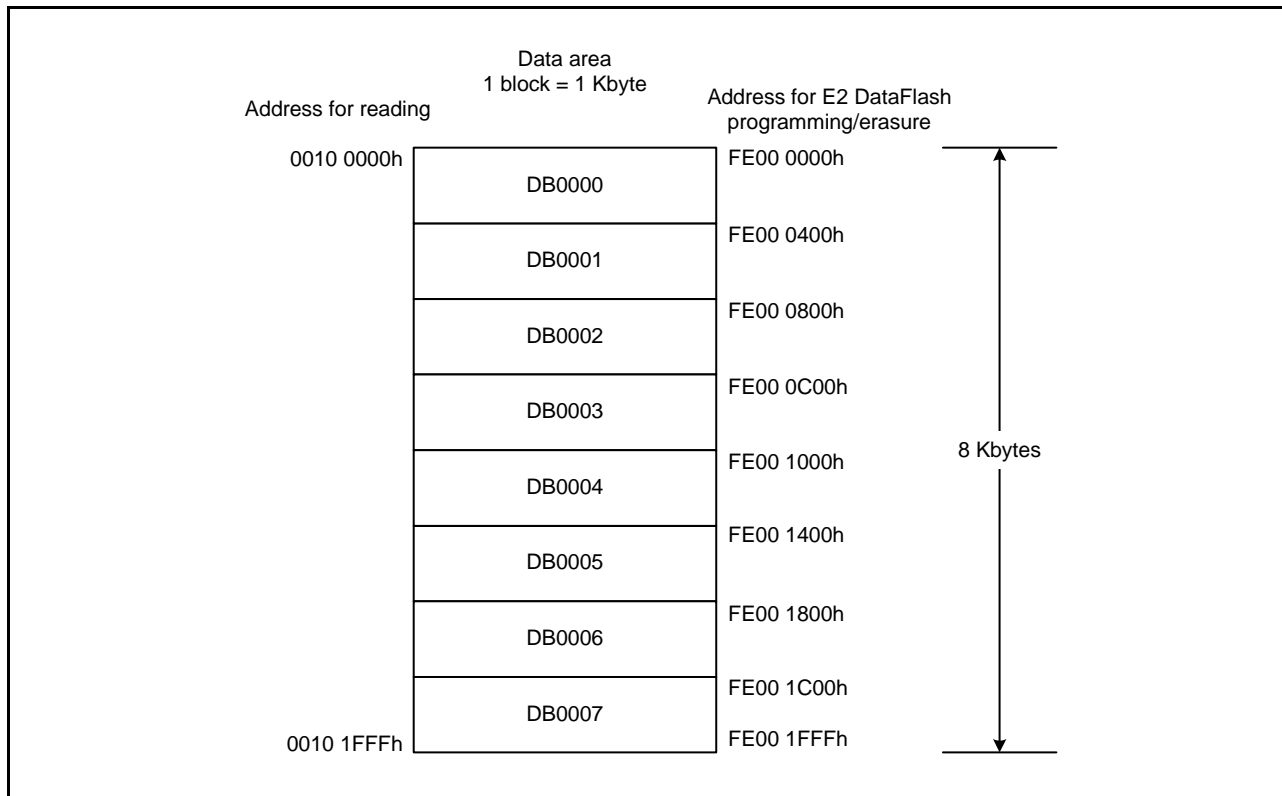 Data area
1 block = 1 Kbyte
Address for reading
Address for E2 DataFlash
programming/erasure
0010 0000h
DB0000
FE00 0000h
FE00 0400h
DB0001
FE00 0800h
DB0002
FE00 0C00h
DB0003
FE00 1000h
DB0004
8 Kbytes
FE00 1400h
DB0005
FE00 1800h
DB0006
FE00 1C00h
DB0007
0010 1FFFh
FE00 1FFFh